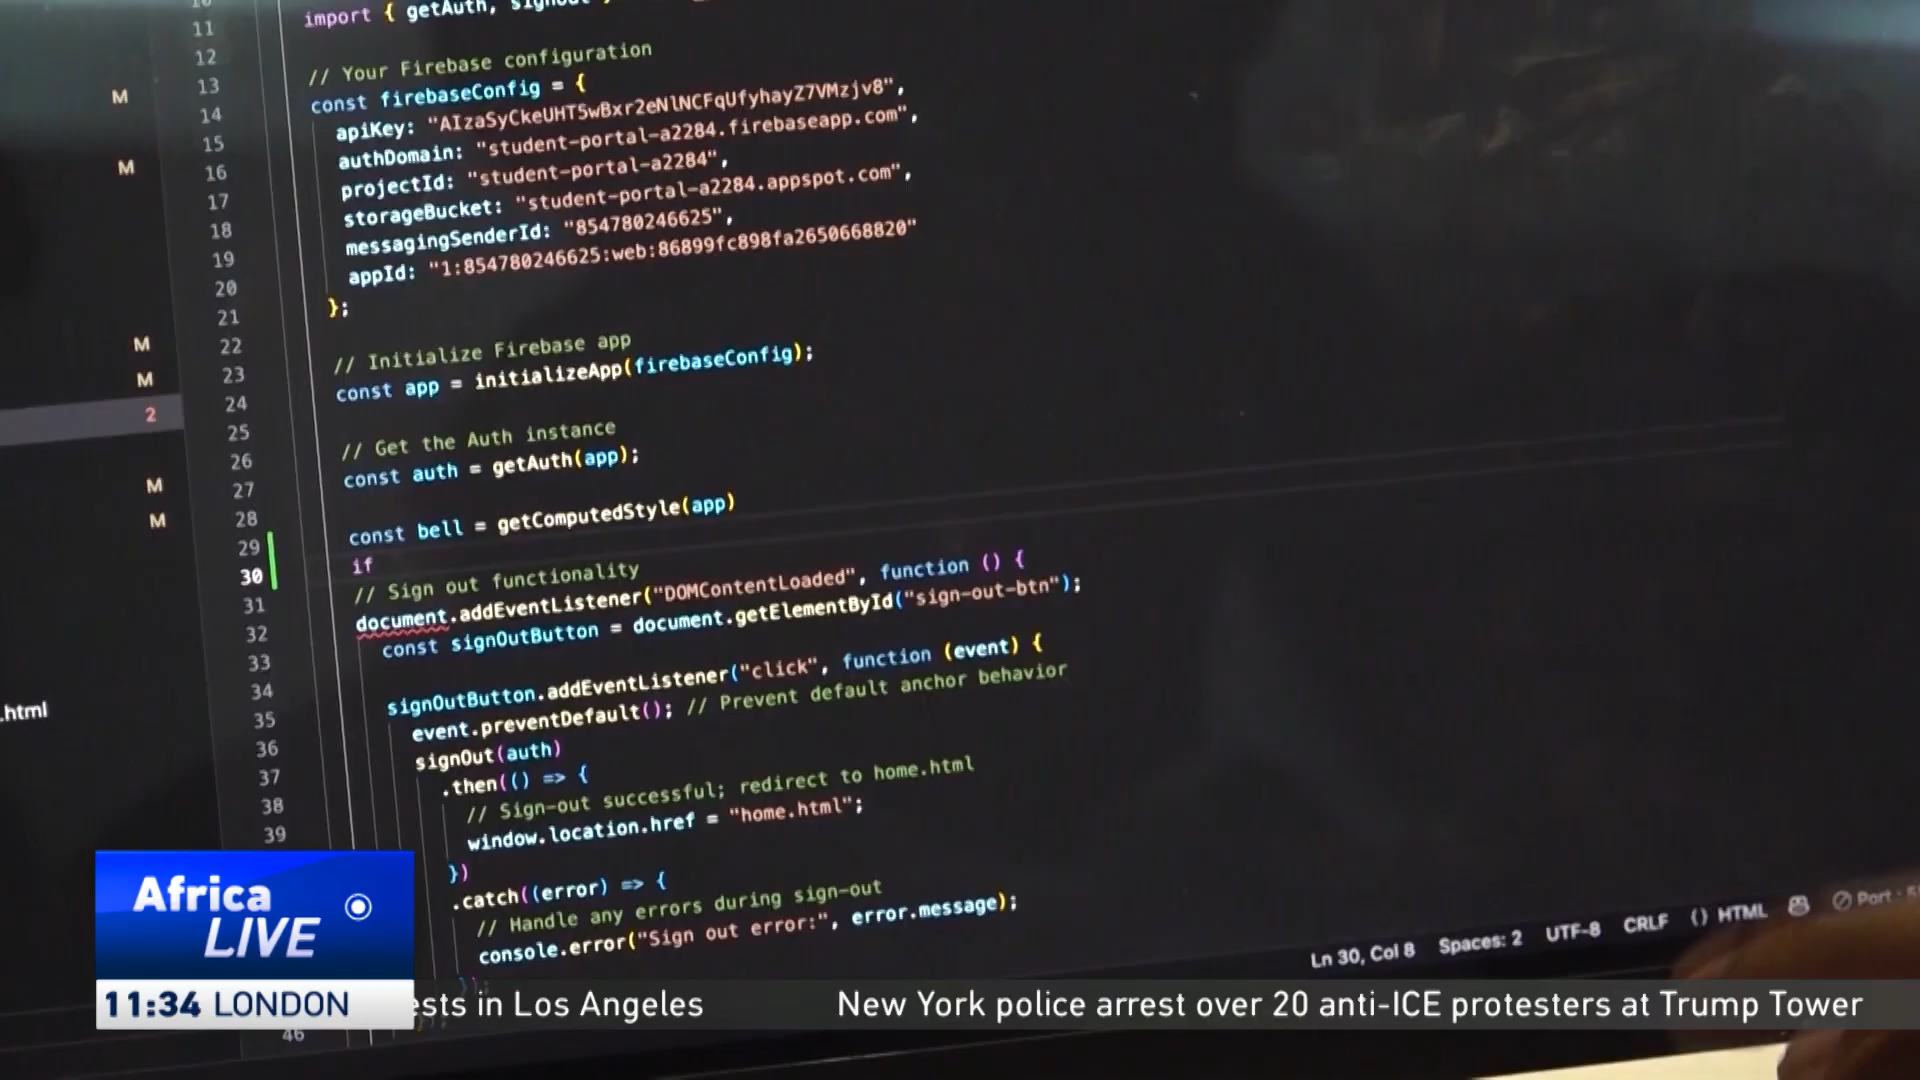 11
import { getAuth, signOut
12
13
// Your Firebase configuration
14
const firebaseConfig = {
15
apiKey: "AIzaSyCkeUHT5wBxr2eNlNCFqUfyhayZ7VMzjv8",
16
authDomain: "student-portal-a2284.firebaseapp.com",
17
projectId: "student-portal-a2284",
18
storageBucket: "student-portal-a2284.appspot.com",
19
messagingSenderId: "854780246625",
20
appId: "1:854780246625:web:86899fc898fa2650668820"
21
};
22
23
// Initialize Firebase app
24
const app = initializeApp(firebaseConfig);
25
26
// Get the Auth instance
27
const auth = getAuth(app);
28
29
const bell = getComputedStyle(app)
30
if
31
// Sign out functionality
32
document.addEventListener("DOMContentLoaded", function () {
33
const signOutButton = document.getElementById("sign-out-btn");
34
35
signOutButton.addEventListener("click", function (event) {
36
event.preventDefault(); // Prevent default anchor behavior
37
signOut(auth)
38
.then(() => {
39
// Sign-out successful; redirect to home.html
window.location.href = "home.html";
})
.catch((error) => {
// Handle any errors during sign-out
console.error("Sign out error:", error.message);
});
46
M
M
M
M
2
M
M
.html
Ln 30, Col 8 Spaces: 2 UTF-8 CRLF {} HTML Port
Africa
LIVE
11:34 LONDON
ests in Los Angeles New York police arrest over 20 anti-ICE protesters at Trump Tower